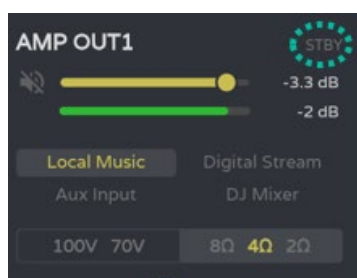 AMP OUT1 STBY
-3.3 dB
-2 dB
Local Music Digital Stream
Aux Input DJ Mixer
100V 70V 8Ω 4Ω 2Ω